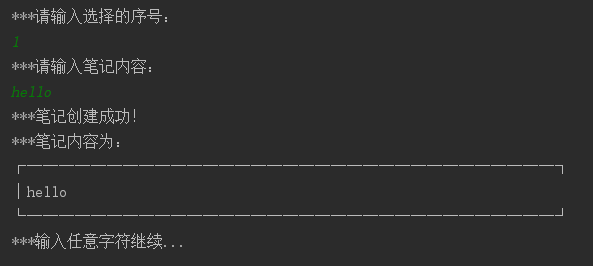 ***请输入选择的序号:
1
***请输入笔记内容:
hello
***笔记创建成功!
***笔记内容为:
hello
***输入任意字符继续...